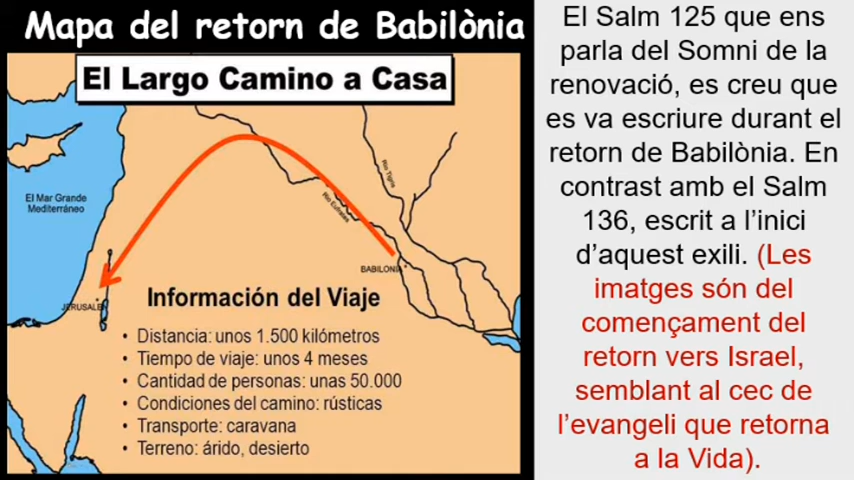 Mapa del retorn de Babilònia
El Largo Camino a Casa
El Mar Grande
Mediterráneo
Río Tigris
Río Eufrates
BABILONIA
JERUSALÉN
Información del Viaje
• Distancia: unos 1.500 kilómetros
• Tiempo de viaje: unos 4 meses
• Cantidad de personas: unas 50.000
• Condiciones del camino: rústicas
• Transporte: caravana
• Terreno: árido, desierto
El Salm 125 que ens
parla del Somni de la
renovació, es creu que
es va escriure durant el
retorn de Babilònia. En
contrast amb el Salm
136, escrit a l’inici
d’aquest exili. (Les
imatges són del
començament del
retorn vers Israel,
semblant al cec de
l’evangeli que retorna
a la Vida).